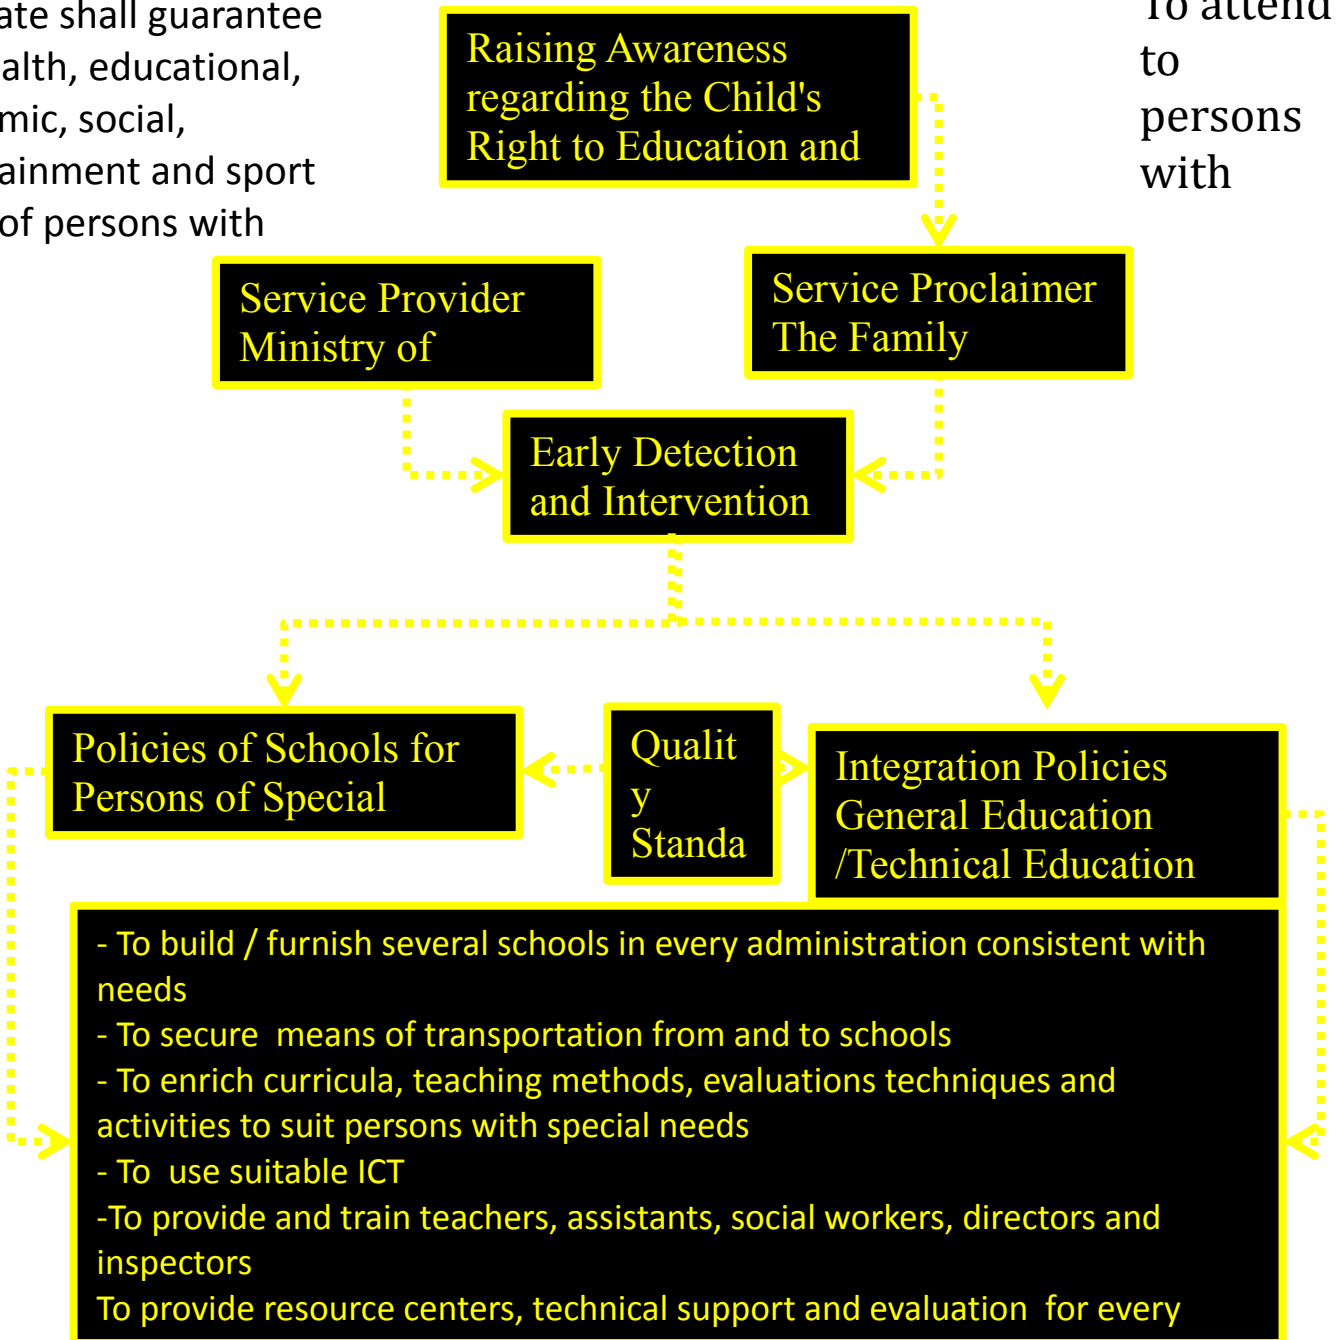 ate shall guarantee
alth, educational,
mic, social,
ainment and sport
of persons with
Raising Awareness
regarding the Child's
Right to Education and
To attend
to
persons
with
Service Provider
Ministry of
Service Proclaimer
The Family
Early Detection
and Intervention
Policies of Schools for
Persons of Special
Qualit
y
Standa
Integration Policies
General Education
/Technical Education
- To build / furnish several schools in every administration consistent with
needs
- To secure  means of transportation from and to schools
- To enrich curricula, teaching methods, evaluations techniques and
activities to suit persons with special needs
- To  use suitable ICT
-To provide and train teachers, assistants, social workers, directors and
inspectors
To provide resource centers, technical support and evaluation  for every